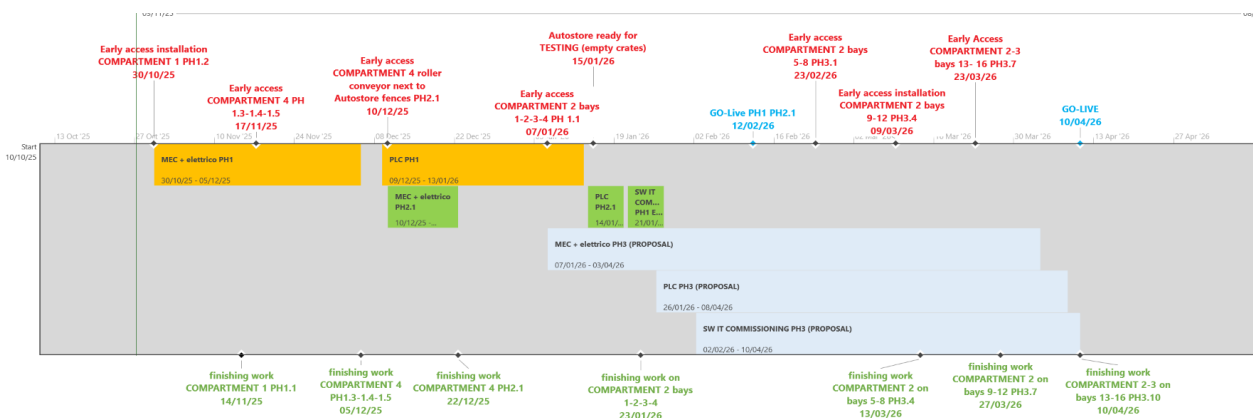 Early access installation
COMPARTMENT 1 PH1.2
30/10/25
Early access
COMPARTMENT 4 PH
1.3-1.4-1.5
17/11/25
Early access
COMPARTMENT 4 roller
conveyor next to
Autostore fences PH2.1
10/12/25
Autostore ready for
TESTING (empty crates)
15/01/26
Early access
COMPARTMENT 2 bays
1-2-3-4 PH 1.1
07/01/26
GO-Live PH1 PH2.1
12/02/26
Early access
COMPARTMENT 2 bays
5-8 PH3.1
23/02/26
Early access installation
COMPARTMENT 2 bays
9-12 PH3.4
09/03/26
Early Access
COMPARTMENT 2-3
bays 13- 16 PH3.7
23/03/26
GO-LIVE
10/04/26
13 Oct '25
27 Oct '25
10 Nov '25
24 Nov '25
08 Dec '25
22 Dec '25
19 Jan '26
02 Feb '26
16 Feb '26
16 Mar '26
30 Mar '26
13 Apr '26
27 Apr '26
Start
10/10/25
MEC + elettrico PH1
30/10/25 - 05/12/25
PLC PH1
09/12/25 - 13/01/26
MEC + elettrico
PH2.1
10/12/25 -...
PLC
PH2.1
14/01/...
SW IT
COM...
PH1 E...
21/01/...
MEC + elettrico PH3 (PROPOSAL)
07/01/26 - 03/04/26
PLC PH3 (PROPOSAL)
26/01/26 - 08/04/26
SW IT COMMISSIONING PH3 (PROPOSAL)
02/02/26 - 10/04/26
finishing work
COMPARTMENT 1 PH1.1
14/11/25
finishing work
COMPARTMENT 4
PH1.3-1.4-1.5
05/12/25
finishing work
COMPARTMENT 4 PH2.1
22/12/25
finishing work on
COMPARTMENT 2 bays
1-2-3-4
23/01/26
finishing work
COMPARTMENT 2 on
bays 5-8 PH3.4
13/03/26
finishing work
COMPARTMENT 2 on
bays 9-12 PH3.7
27/03/26
finishing work
COMPARTMENT 2-3 on
bays 13-16 PH3.10
10/04/26